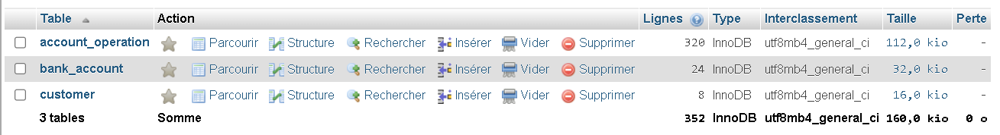 Table Action Lignes Type Interclassement Taille Perte
account_operation Parcourir Structure Rechercher Insérer Vider Supprimer 320 InnoDB utf8mb4_general_ci 112,0 kio -
bank_account Parcourir Structure Rechercher Insérer Vider Supprimer 24 InnoDB utf8mb4_general_ci 32,0 kio -
customer Parcourir Structure Rechercher Insérer Vider Supprimer 8 InnoDB utf8mb4_general_ci 16,0 kio -
3 tables Somme 352 InnoDB utf8mb4_general_ci 160,0 kio 0 o